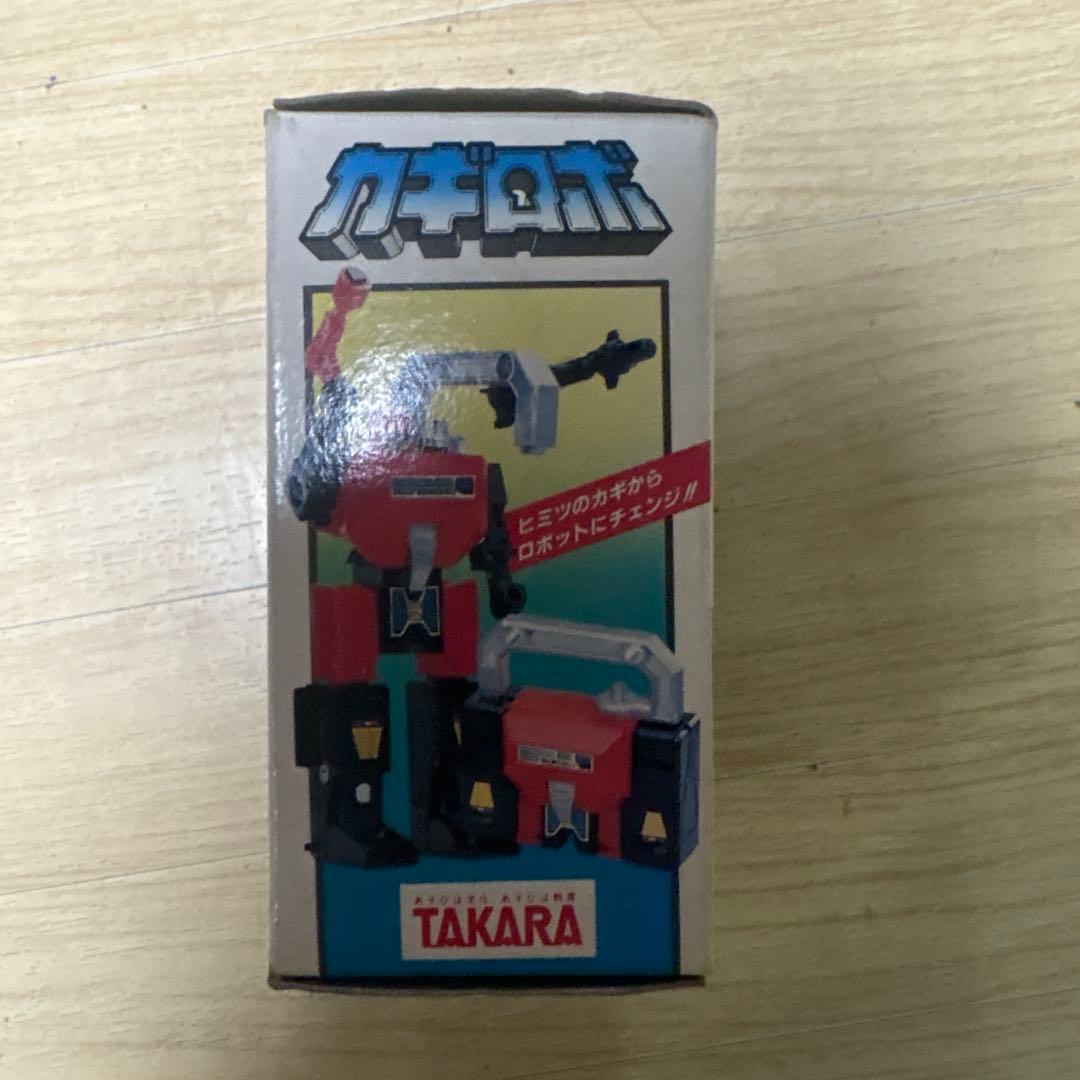 カギロボ
ヒミツのカギから
ロボットにチェンジ!!
あそびは文化、あそびは教育
TAKARA